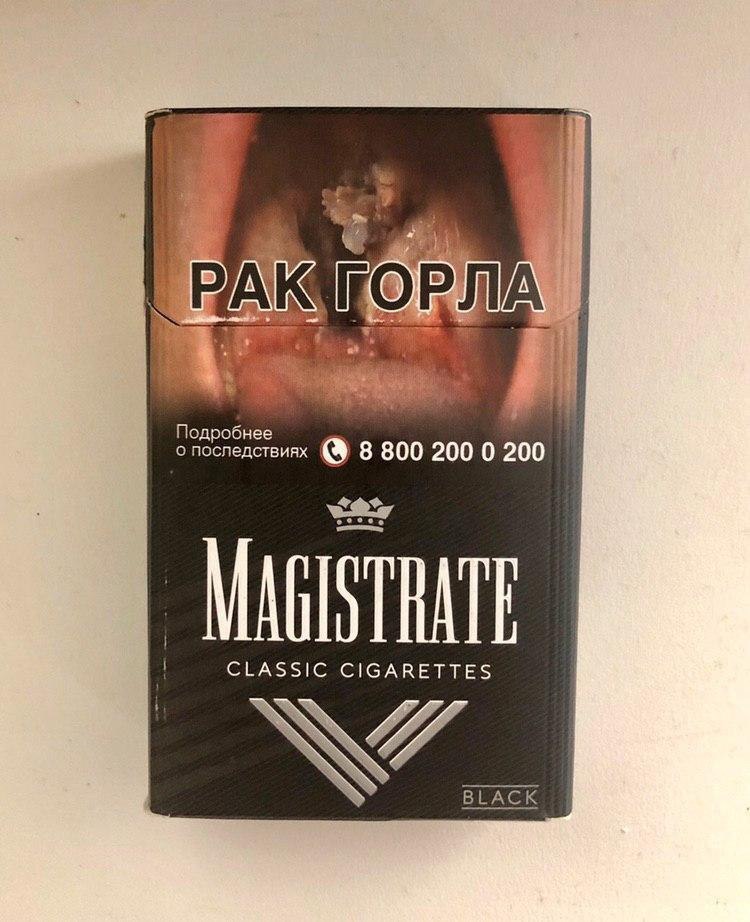 РАК ГОРЛА
Подробнее
о последствиях 8 800 200 0 200
MAGISTRATE
CLASSIC CIGARETTES
BLACK